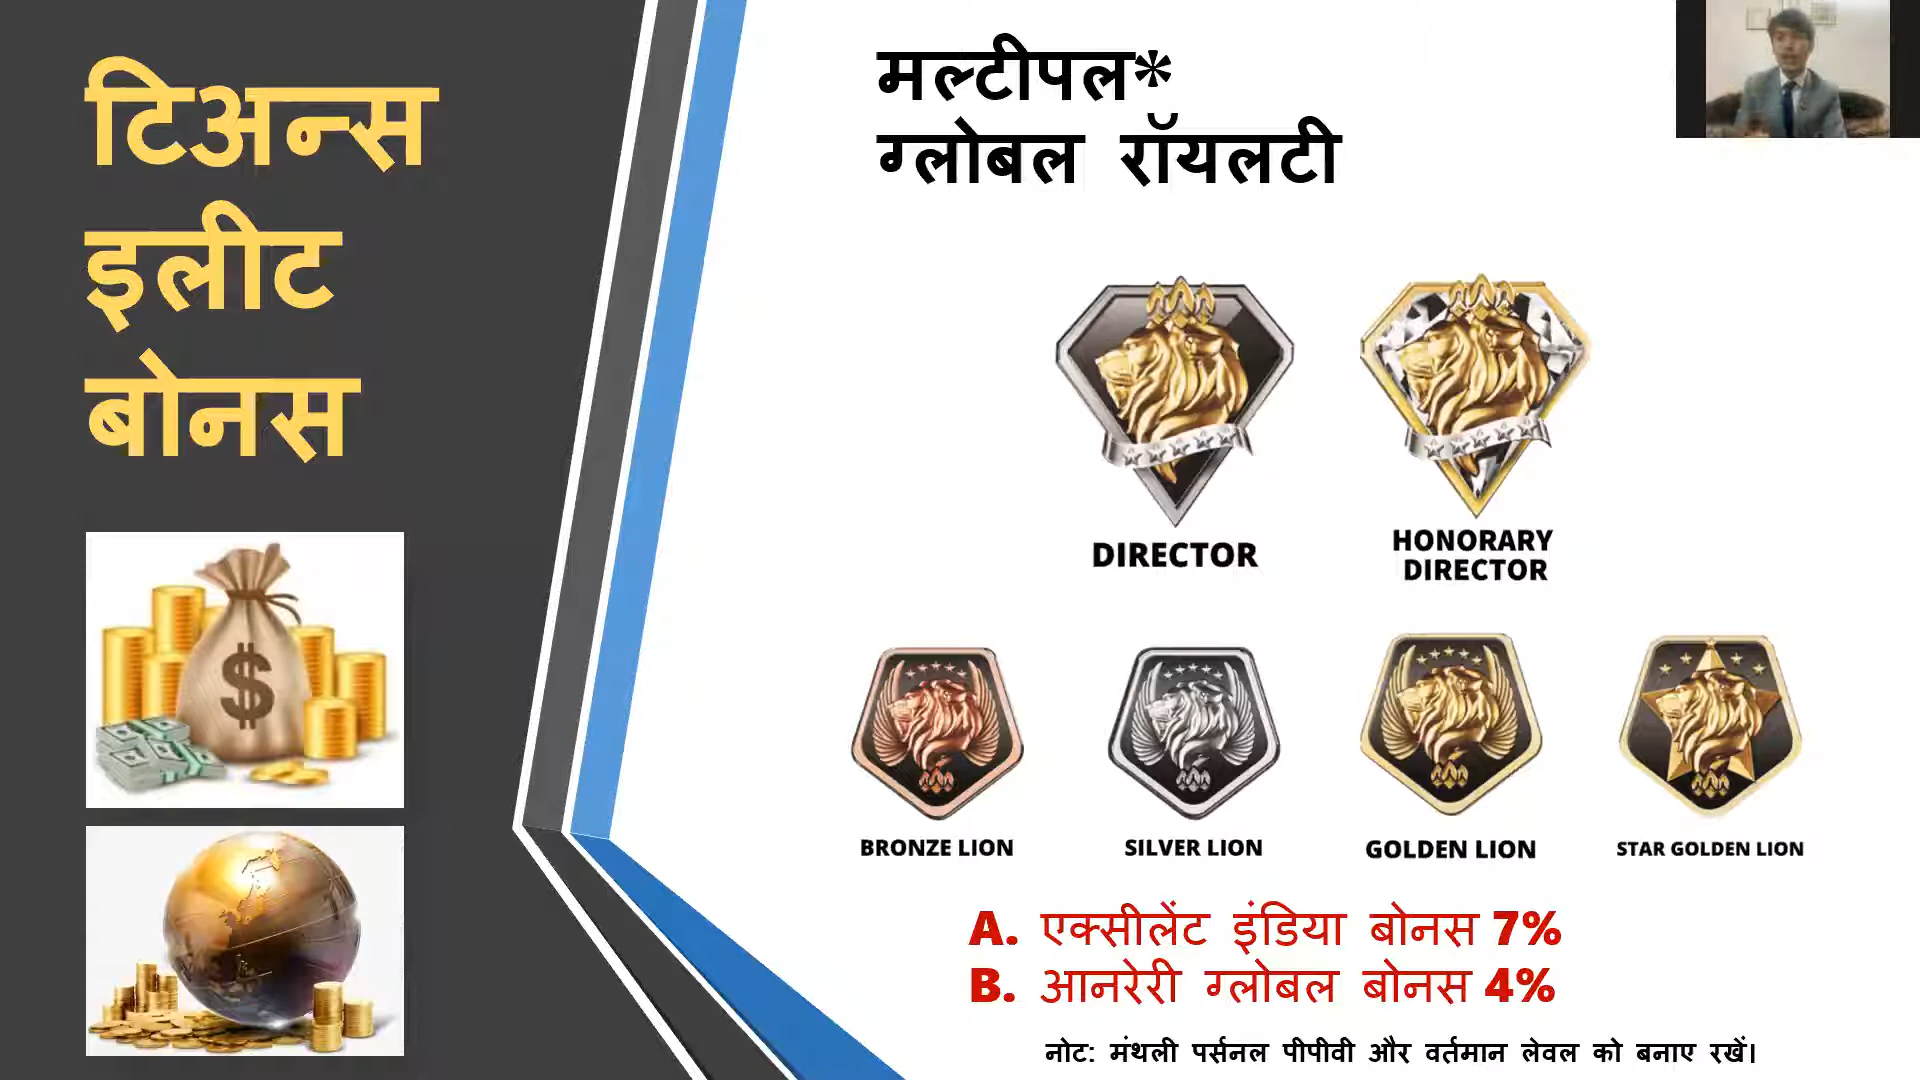 टिअन्स
इलीट
बोनस
मल्टीपल*
ग्लोबल रॉयलटी
DIRECTOR
HONORARY
DIRECTOR
BRONZE LION
SILVER LION
GOLDEN LION
STAR GOLDEN LION
A. एक्सीलेंट इंडिया बोनस 7%
B. आनरेरी ग्लोबल बोनस 4%
नोट: मंथली पर्सनल पीपीवी और वर्तमान लेवल को बनाए रखें।